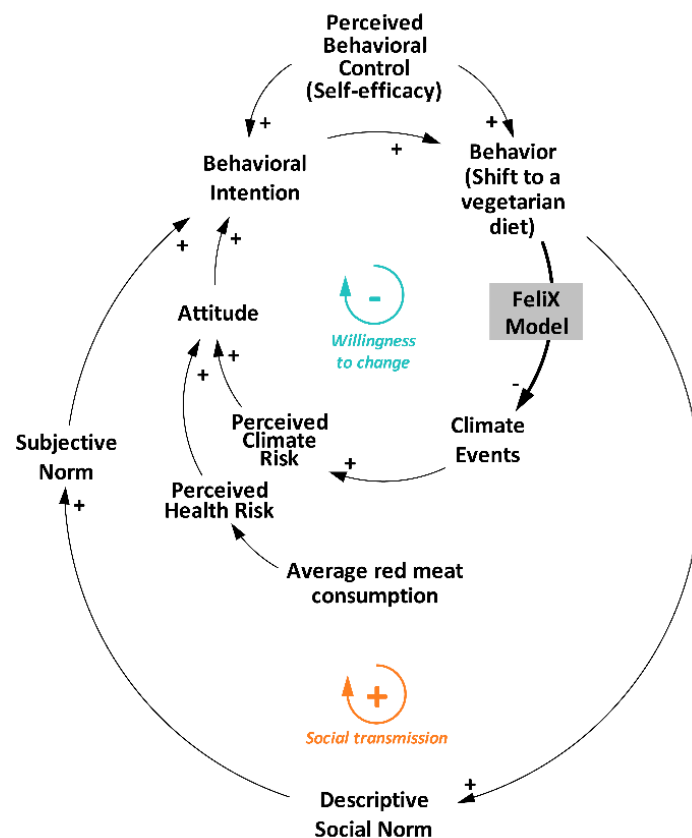 Perceived
Behavioral
Control
(Self-efficacy)
+
+
+
Behavioral
Intention
Behavior
(Shift to a
vegetarian
diet)
+
+
Attitude
-
Willingness
to change
FeliX
Model
+
+
-
Perceived
Climate
Risk
Climate
Events
Subjective
Norm
+
Perceived
Health Risk
+
Average red meat
consumption
+
Social transmission
+
Descriptive
Social Norm